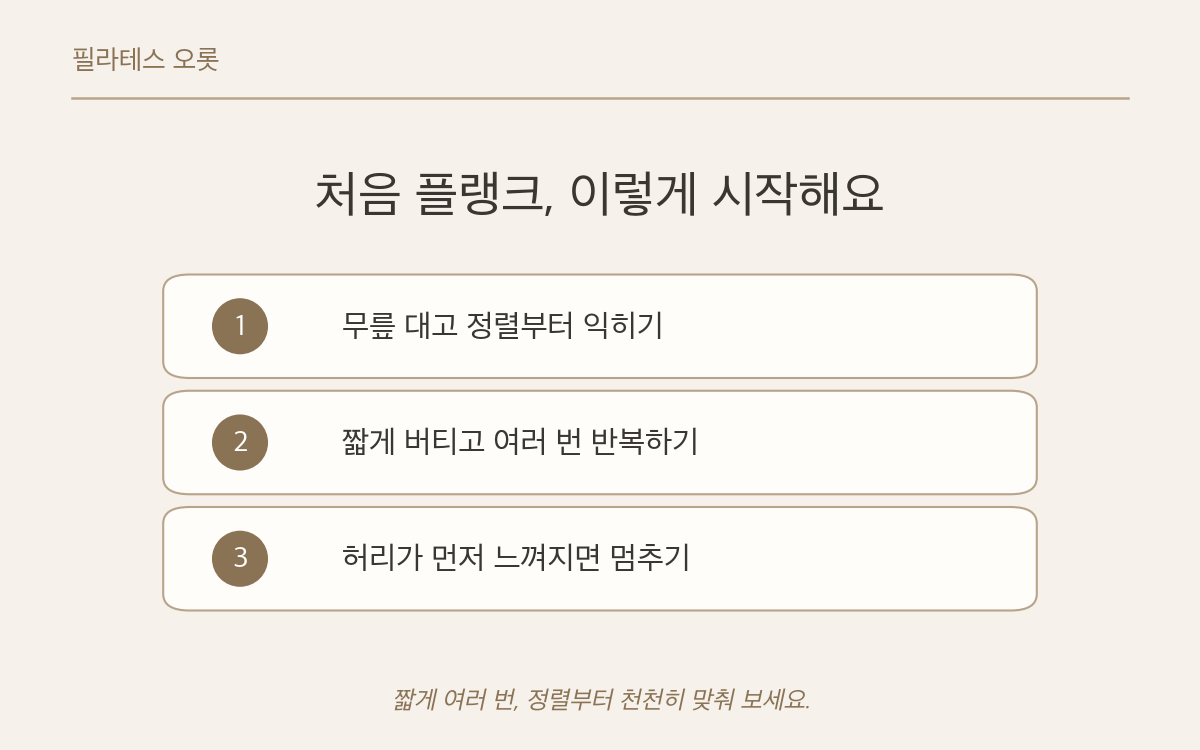 필라테스 오롯
처음 플랭크, 이렇게 시작해요
1 무릎 대고 정렬부터 익히기
2 짧게 버티고 여러 번 반복하기
3 허리가 먼저 느껴지면 멈추기
짧게 여러 번, 정렬부터 천천히 맞춰 보세요.